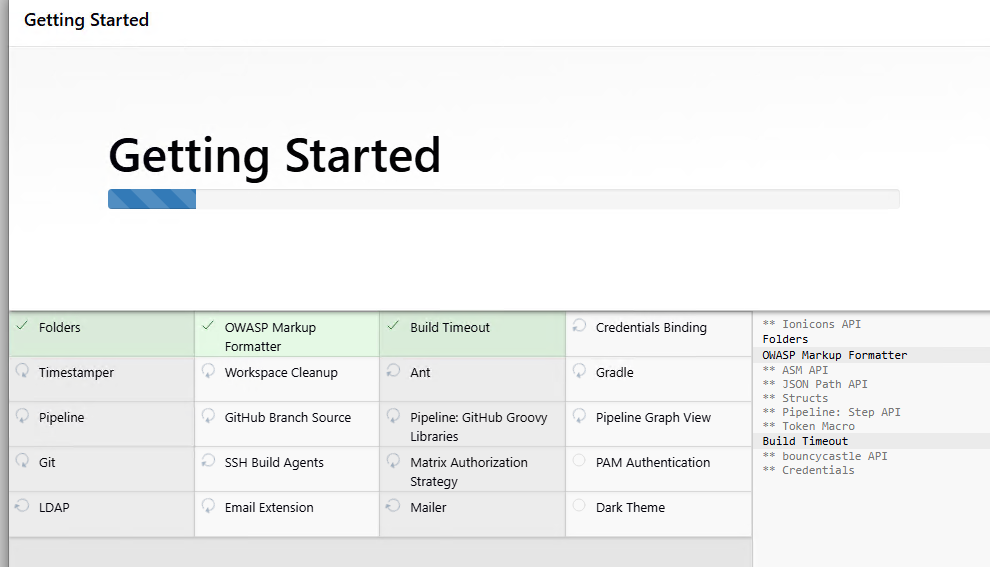 Getting Started
Getting Started
Folders
OWASP Markup
Formatter
Build Timeout
Credentials Binding
Timestamper
Workspace Cleanup
Ant
Gradle
Pipeline
GitHub Branch Source
Pipeline: GitHub Groovy
Libraries
Pipeline Graph View
Git
SSH Build Agents
Matrix Authorization
Strategy
PAM Authentication
LDAP
Email Extension
Mailer
Dark Theme
** Ionicons API
Folders
OWASP Markup Formatter
** ASM API
** JSON Path API
** Structs
** Pipeline: Step API
** Token Macro
Build Timeout
** bouncycastle API
** Credentials